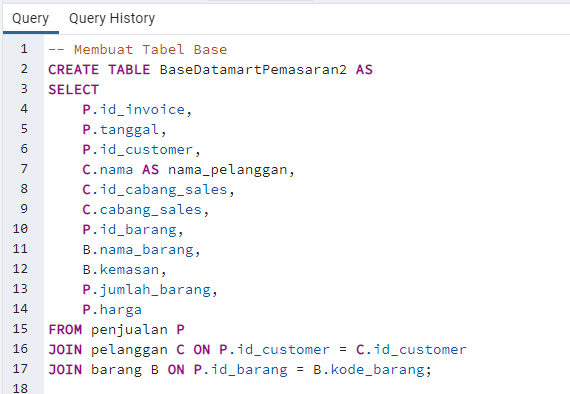 Query Query History
1 -- Membuat Tabel Base
2 CREATE TABLE BaseDatamartPemasaran2 AS
3 SELECT
4 P.id_invoice,
5 P.tanggal,
6 P.id_customer,
7 C.nama AS nama_pelanggan,
8 C.id_cabang_sales,
9 C.cabang_sales,
10 P.id_barang,
11 B.nama_barang,
12 B.kemasan,
13 P.jumlah_barang,
14 P.harga
15 FROM penjualan P
16 JOIN pelanggan C ON P.id_customer = C.id_customer
17 JOIN barang B ON P.id_barang = B.kode_barang;
18